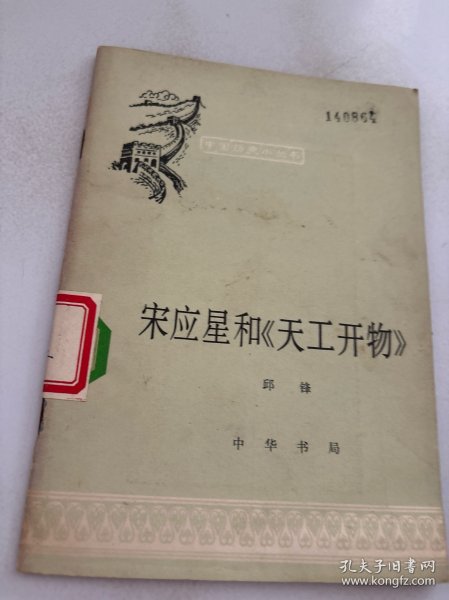 140864
中国历史小丛书
宋应星和《天工开物》
邱锋
中华书局
孔夫子旧书网
www.kongfz.com